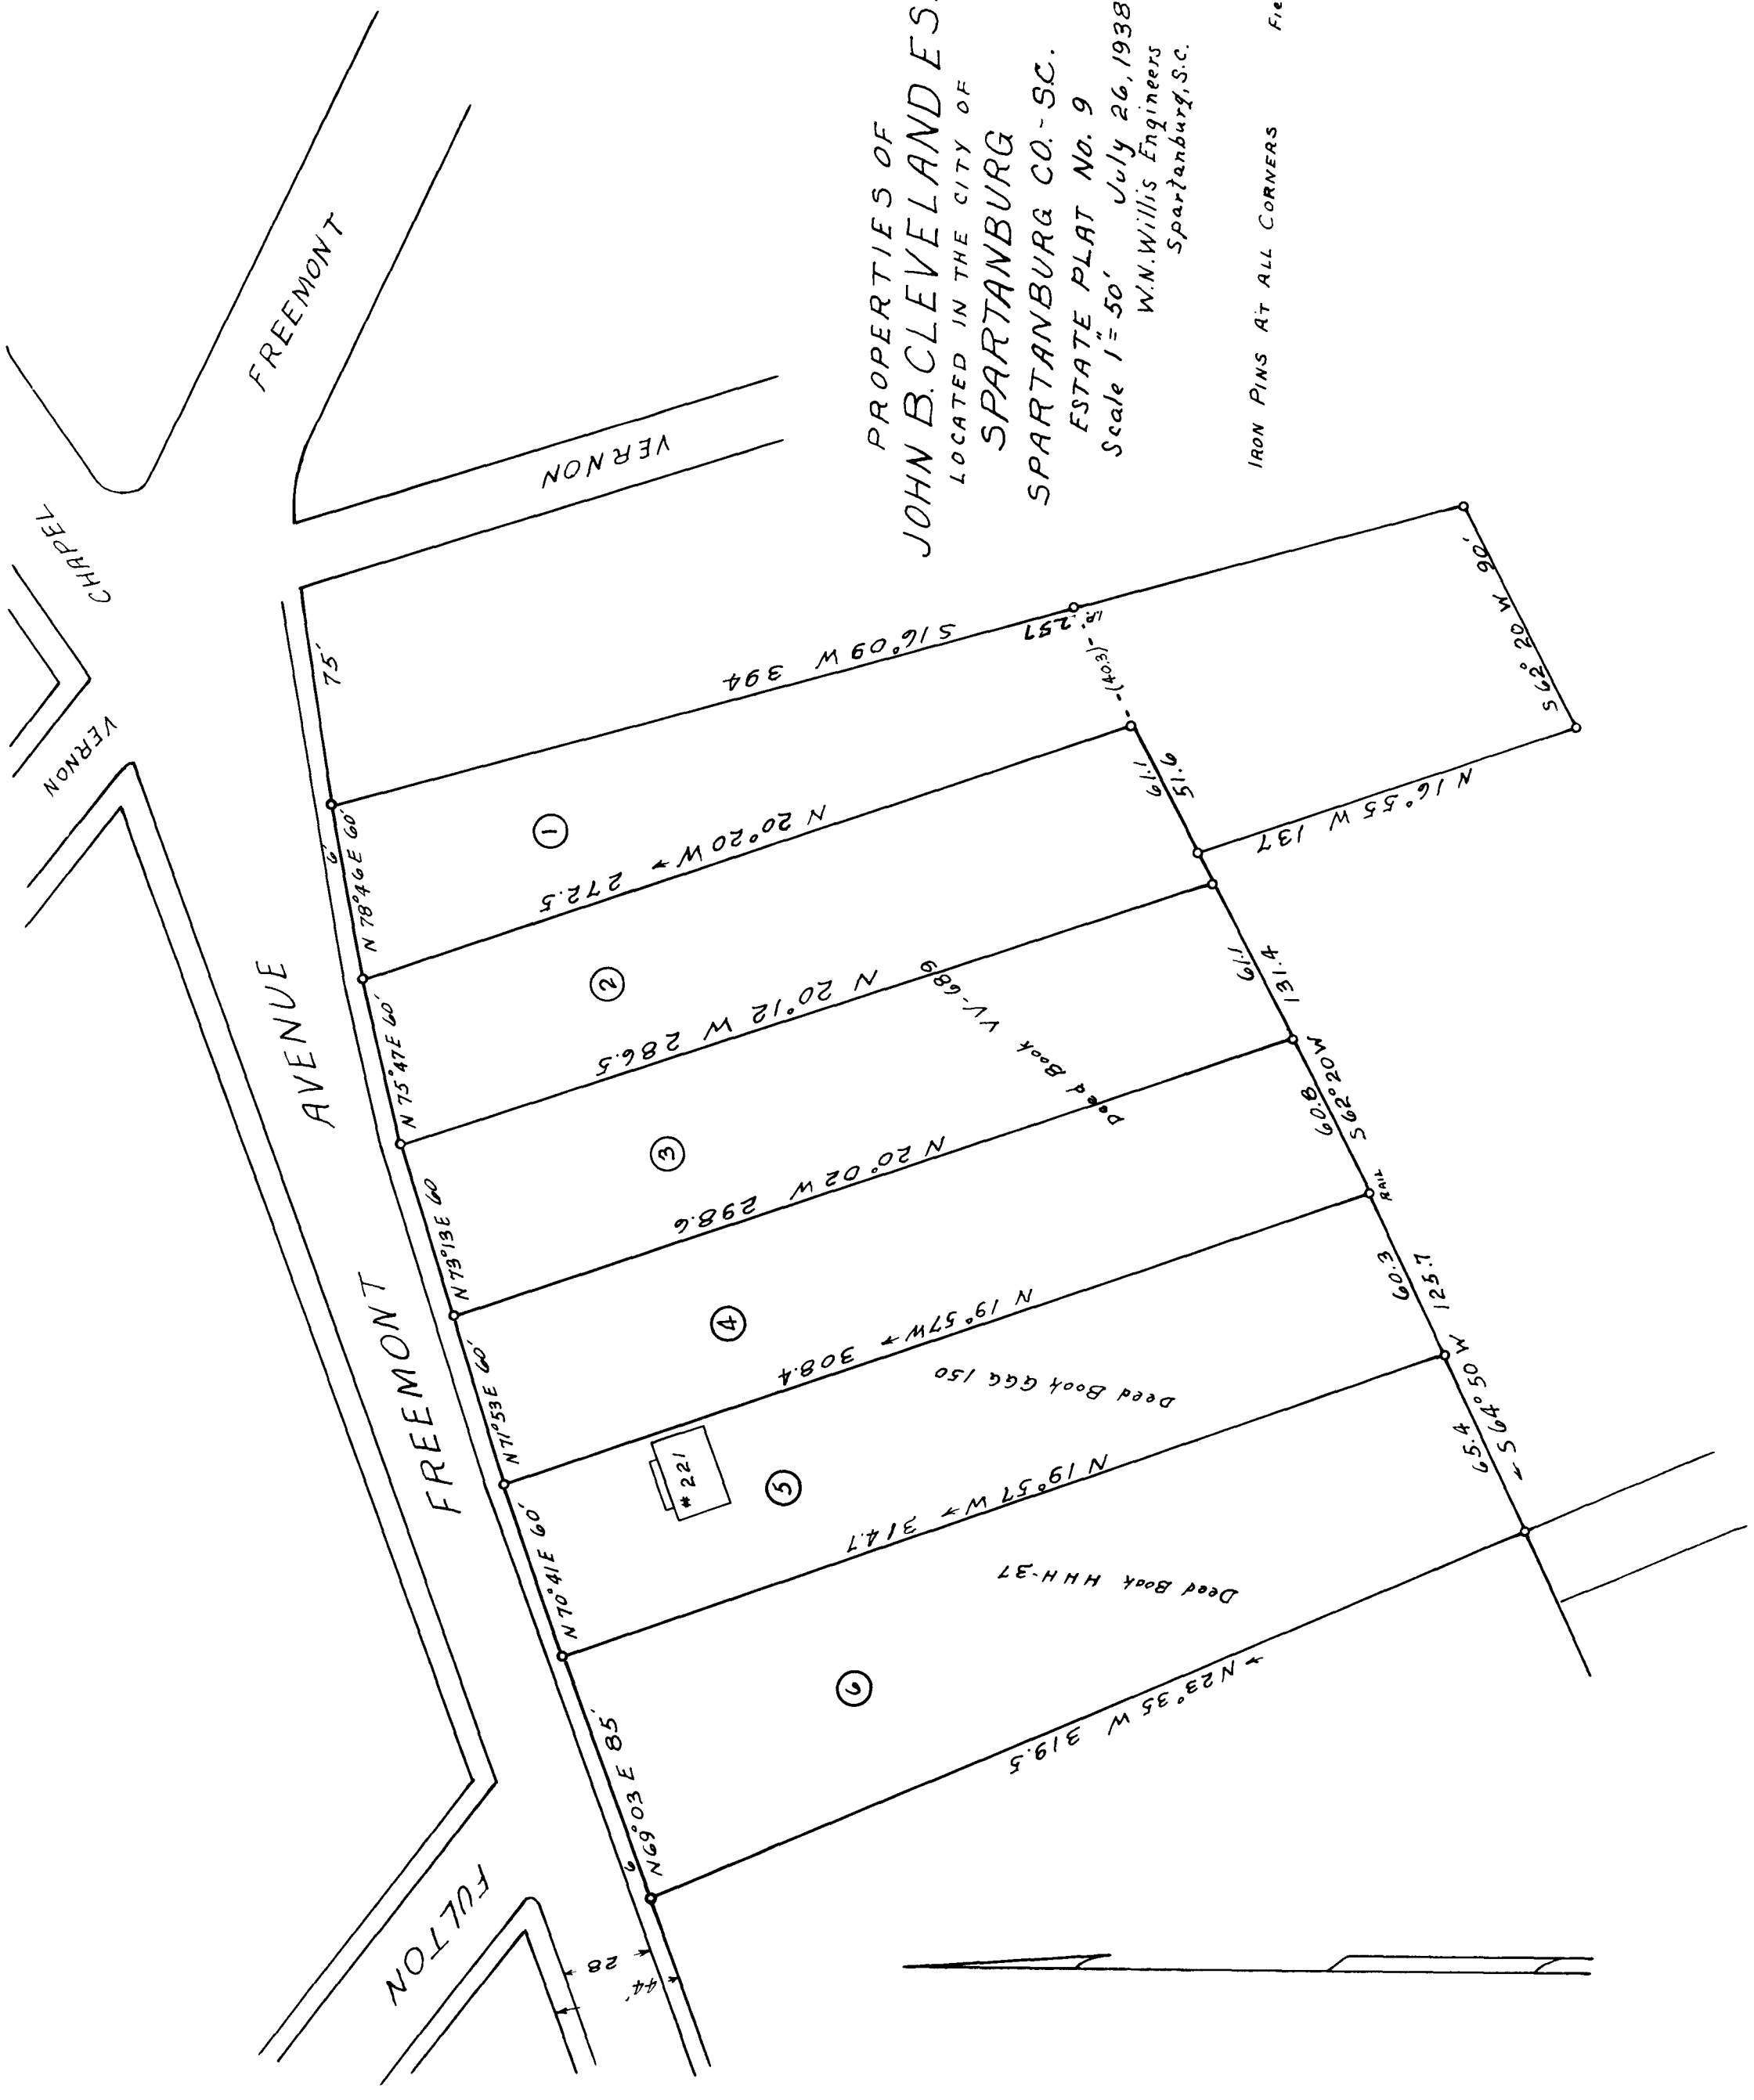 CHAPEL
VERNON
FREEMONT
VERNON
FREEMONT AVENUE
FULTON
28
44'
6
N 69° 03 E 85'
N 70° 41 E 60'
N 71° 53 E 60'
N 73° 13 E 60
N 75° 47 E 60'
N 78° 46 E 60'
6'
75'
1
2
3
4
5
6
# 221
S 16° 09 W 394
257
I.P.
(40.3)
N 20° 20 W 272.5
N 20° 12 W 286.5
N 20° 02 W 298.6
N 19° 57 W 308.4
N 19° 57 W 314.7
N 23° 35 W 319.5
Deed Book VV-689
Deed Book GGG 150
Deed Book HHH-37
61.1
51.6
61.1
131.4
60.8
S 62° 20 W
RAIL
60.3
125.7
65.4
S 64° 50 W
N 16° 55 W 137
S 62° 20 W 90'
PROPERTIES OF
JOHN B. CLEVELAND ES
LOCATED IN THE CITY OF
SPARTANBURG
SPARTANBURG CO. - S.C.
ESTATE PLAT No. 9
Scale 1" = 50' July 26, 1938
W.N. Willis Engineers
Spartanburg, S.C.
IRON PINS AT ALL CORNERS
Fie